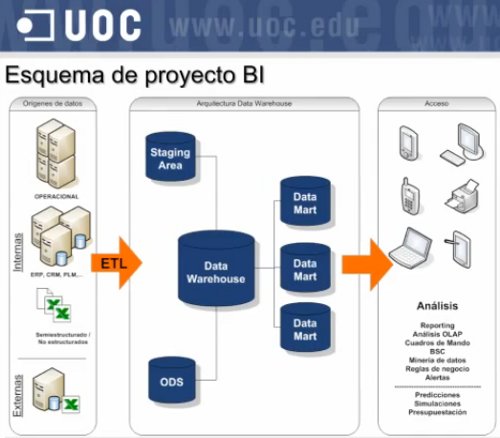 UOC
www.uoc.edu
Esquema de proyecto BI
Orígenes de datos
OPERACIONAL
Internas
ERP, CRM, PLM,...
Semiestructurado /
No estructurados
Externas
ETL
Arquitectura Data Warehouse
Staging
Area
Data
Warehouse
ODS
Data
Mart
Data
Mart
Data
Mart
Acceso
Análisis
Reporting
Análisis OLAP
Cuadros de Mando
BSC
Minería de datos
Reglas de negocio
Alertas
Predicciones
Simulaciones
Presupuestación